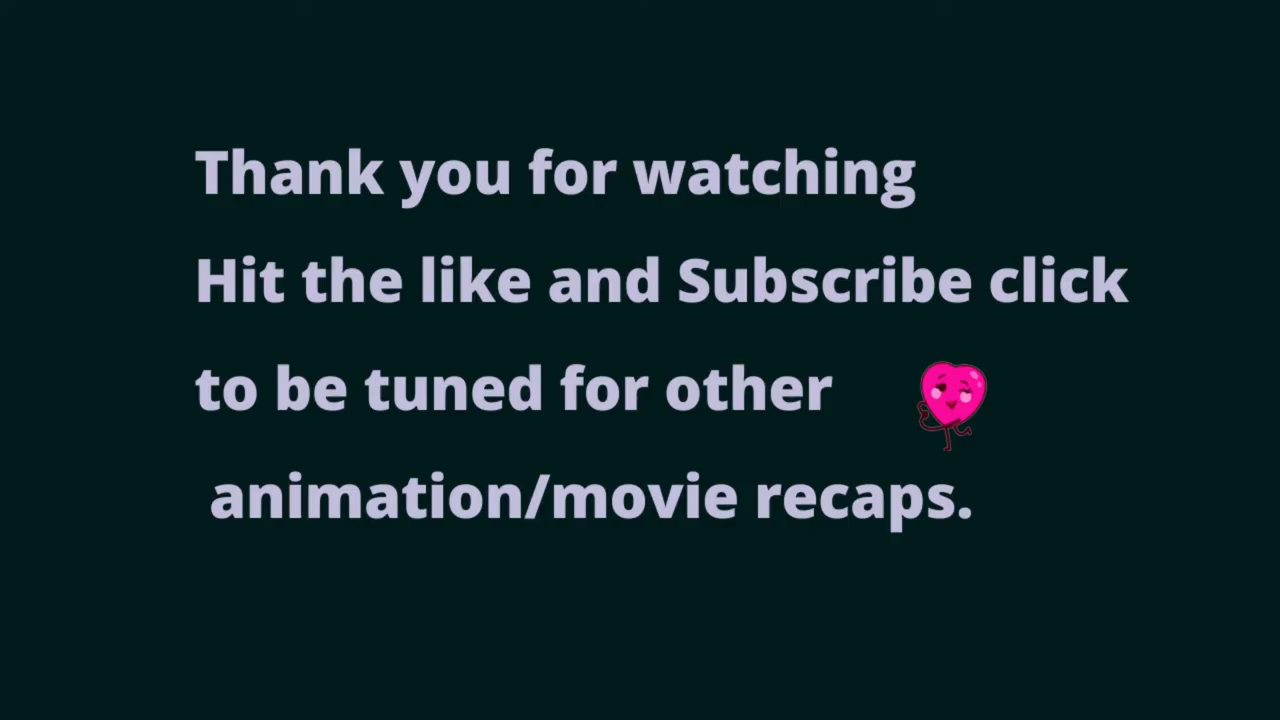 Thank you for watching
Hit the like and Subscribe click
to be tuned for other
animation/movie recaps.